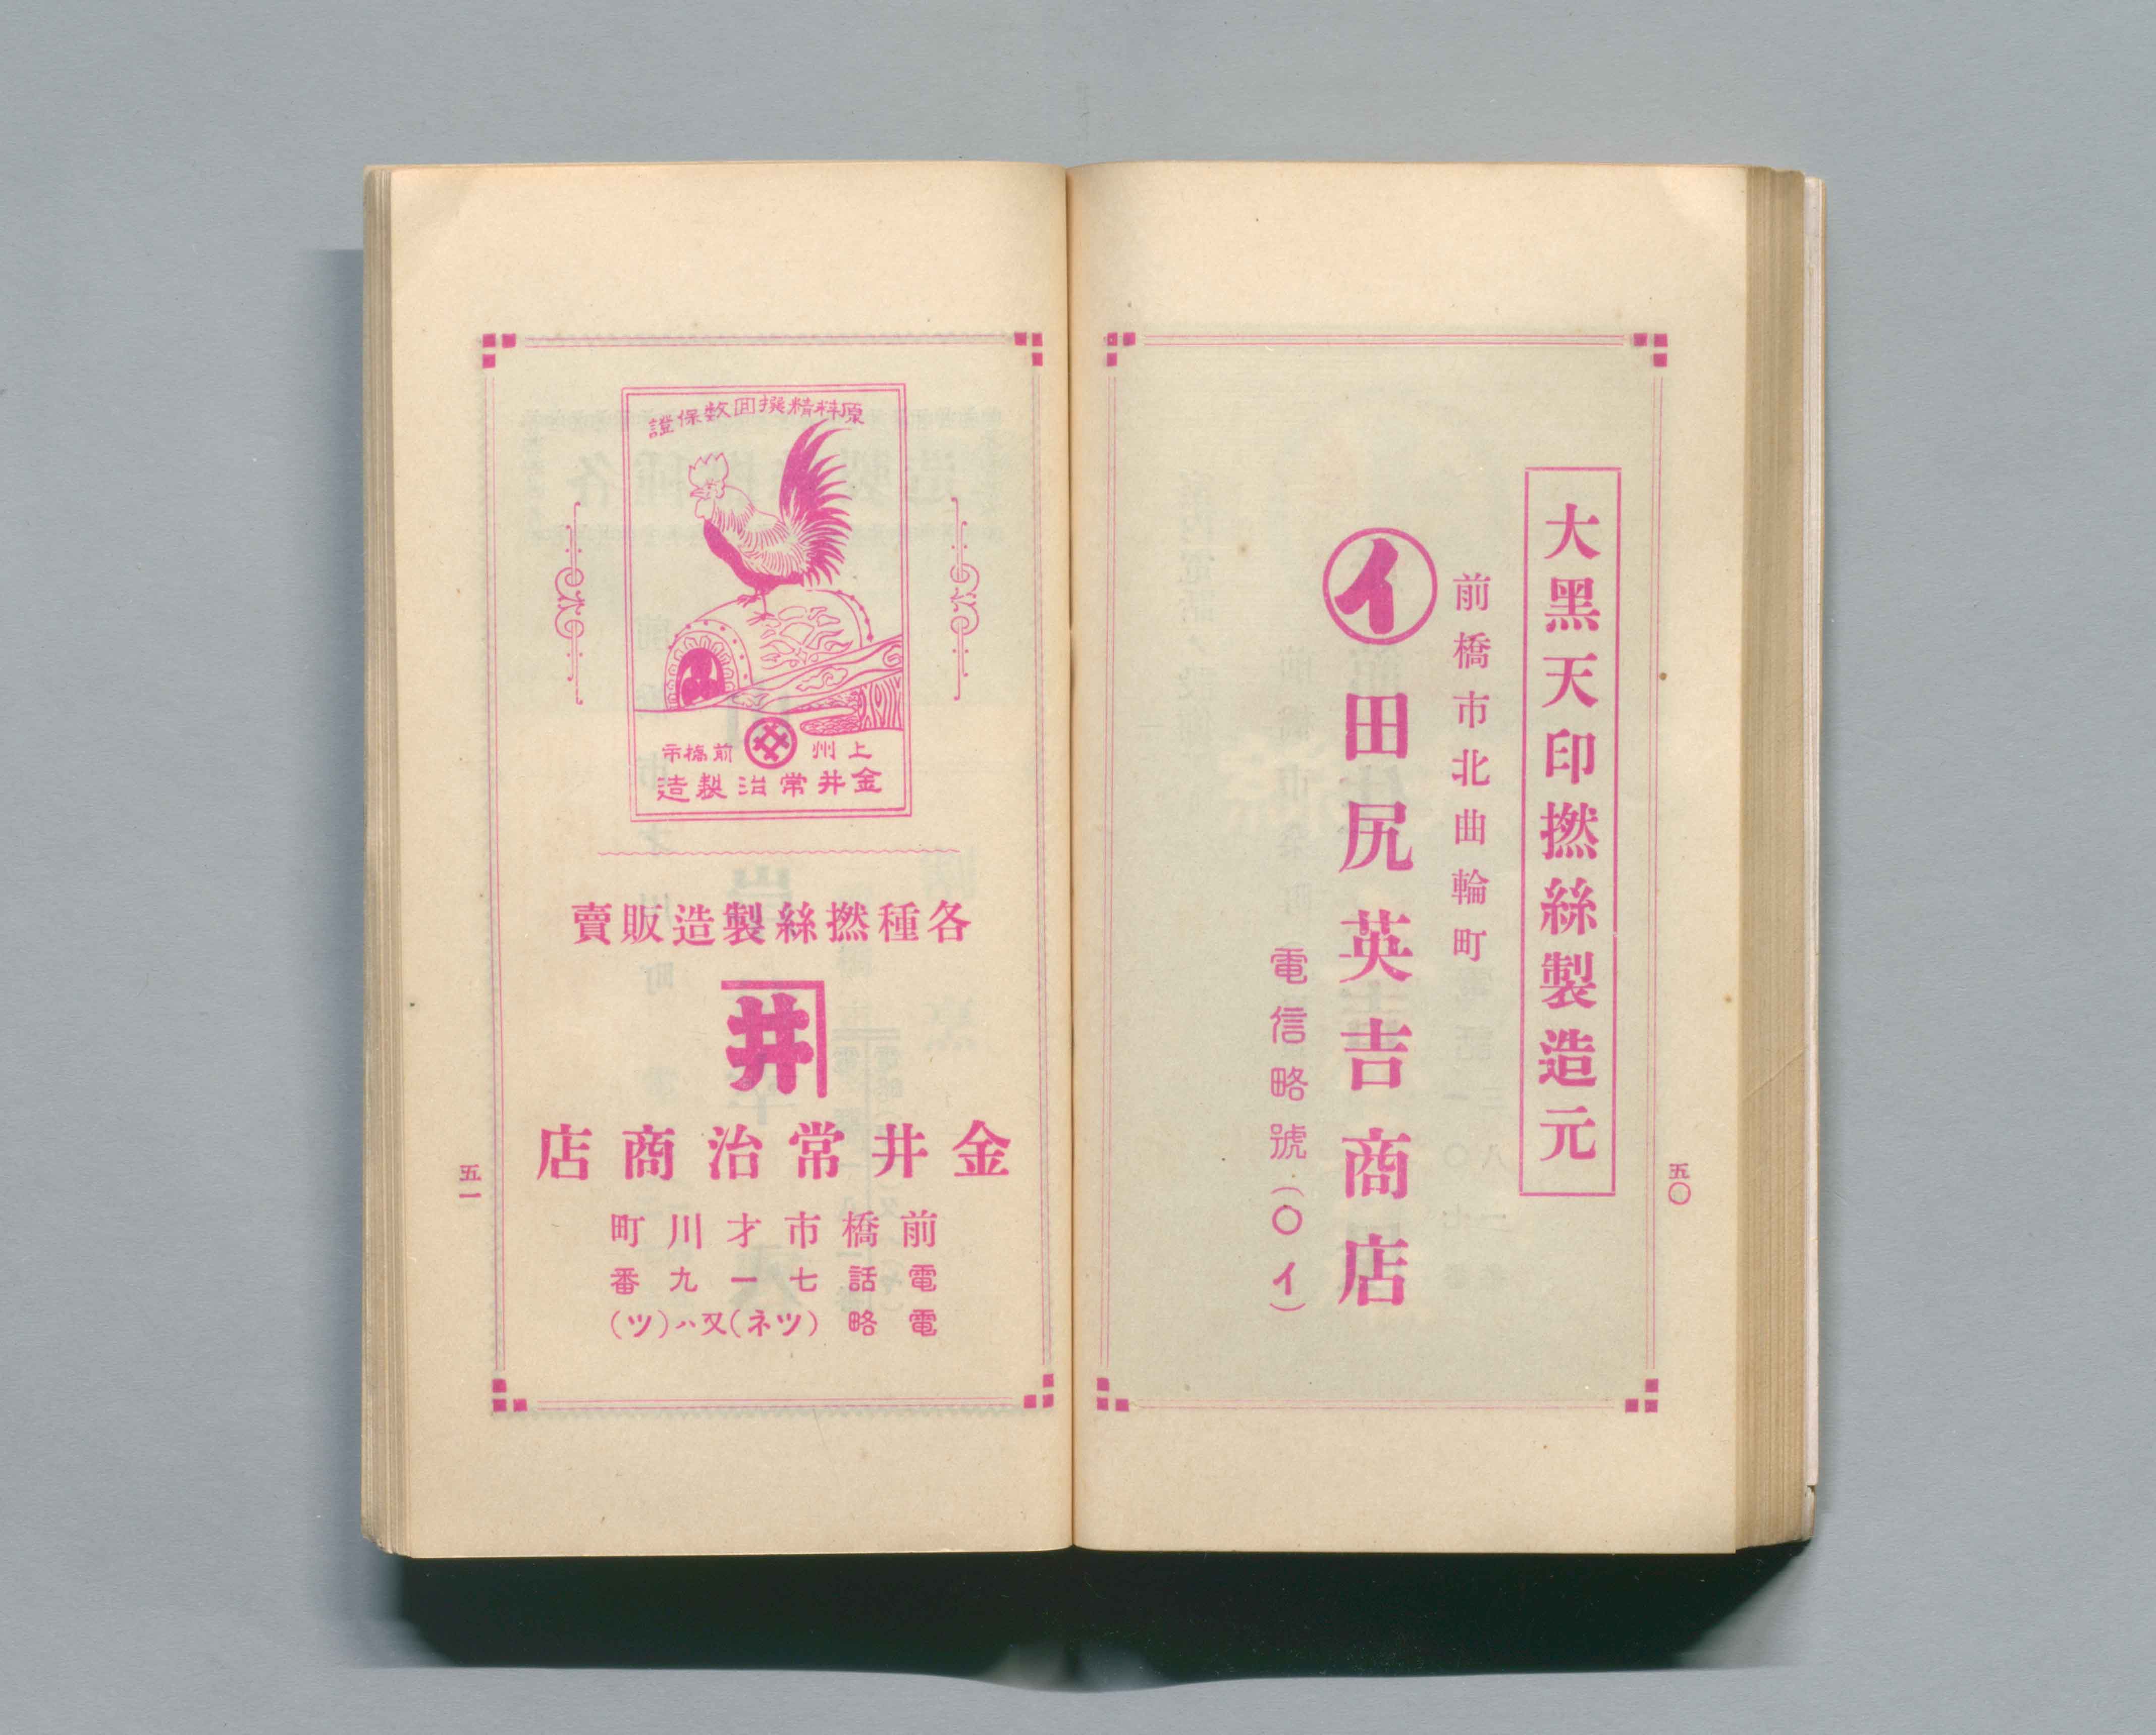 大黑天印撚絲製造元
前橋市北曲輪町
イ
田尻英吉商店
電信略號(〇イ)
五〇
原料精撰回数保證
上州
井
前橋市
金井常治製造
各種撚絲製造販賣
井
金井常治商店
前橋市才川町
電話七一九番
電略(ツネ)又ハ(ツ)
五一